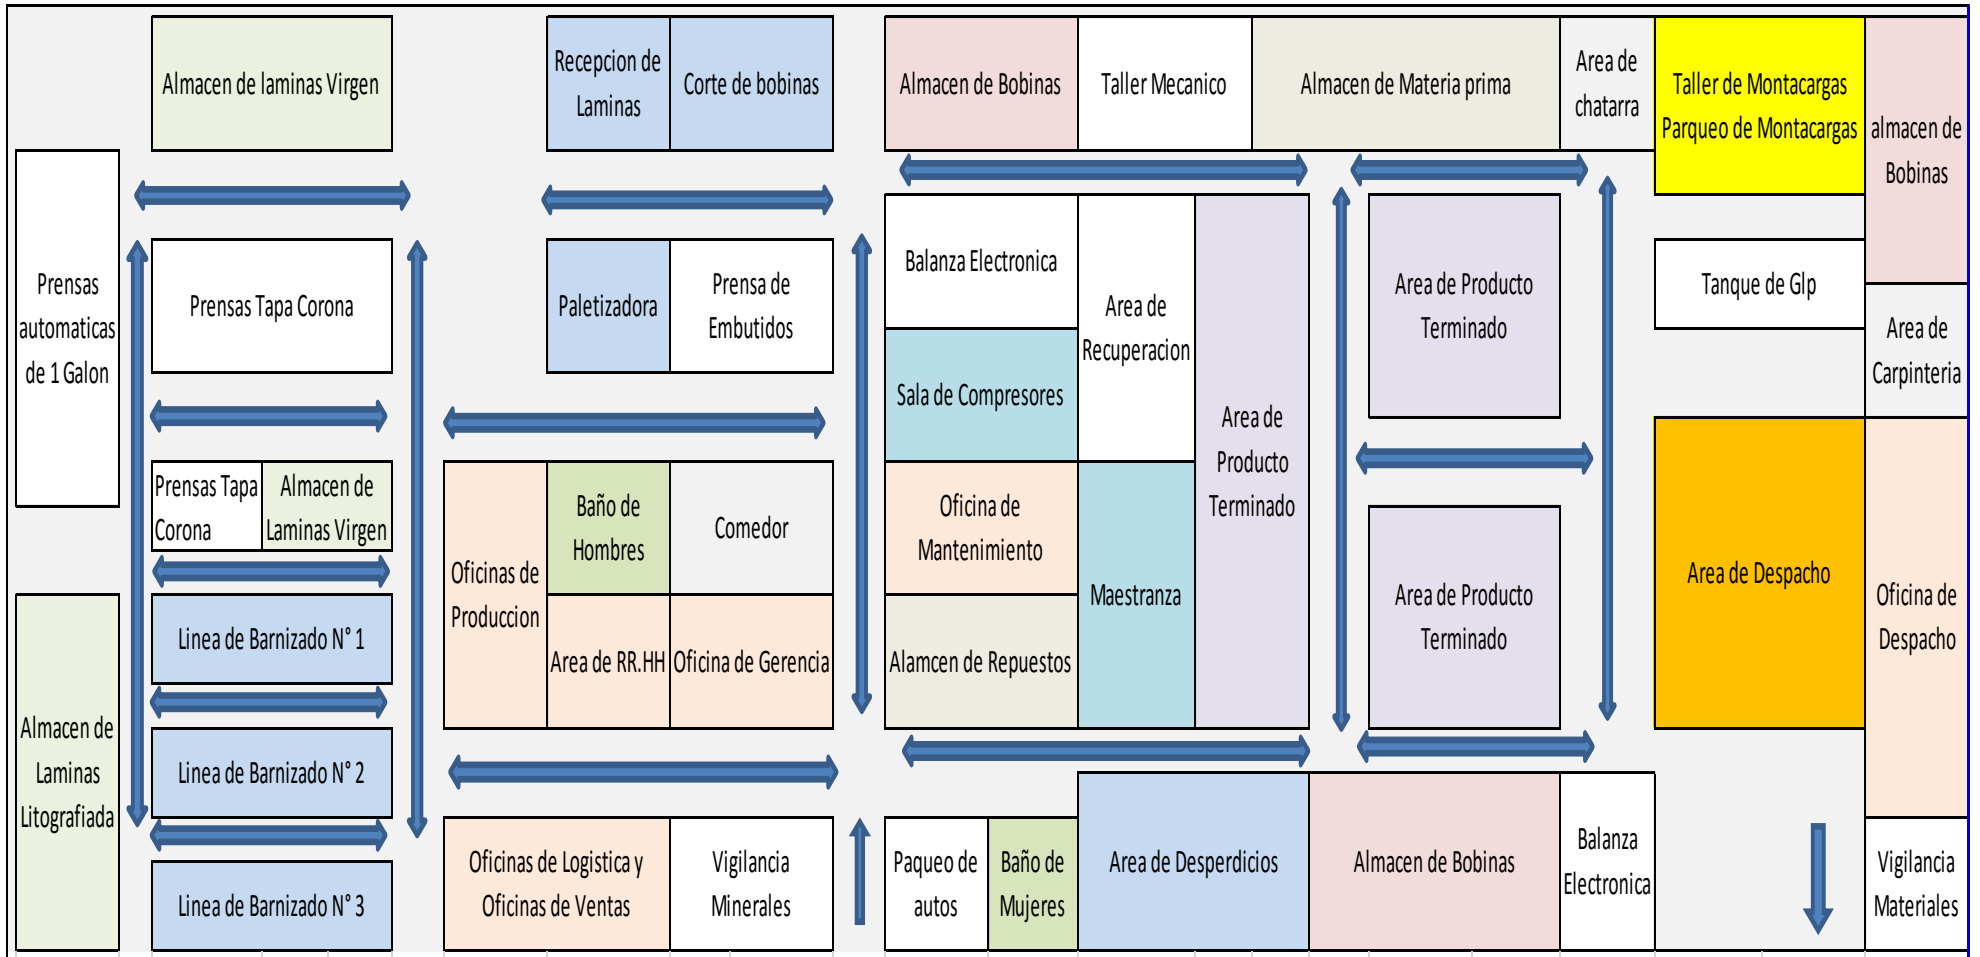 Almacen de laminas Virgen
Recepcion de
Laminas
Corte de bobinas
Almacen de Bobinas
Taller Mecanico
Almacen de Materia prima
Area de
chatarra
Taller de Montacargas
Parqueo de Montacargas
almacen de
Bobinas
Prensas
automaticas
de 1 Galon
Prensas Tapa Corona
Paletizadora
Prensa de
Embutidos
Balanza Electronica
Area de
Recuperacion
Area de
Producto
Terminado
Area de Producto
Terminado
Tanque de Glp
Area de
Carpinteria
Sala de Compresores
Prensas Tapa
Corona
Almacen de
Laminas Virgen
Oficinas de
Produccion
Baño de
Hombres
Comedor
Oficina de
Mantenimiento
Maestranza
Area de Producto
Terminado
Area de Despacho
Oficina de
Despacho
Almacen de
Laminas
Litografiada
Linea de Barnizado N° 1
Area de RR.HH
Oficina de Gerencia
Alamcen de Repuestos
Linea de Barnizado N° 2
Linea de Barnizado N° 3
Oficinas de Logistica y
Oficinas de Ventas
Vigilancia
Minerales
Paqueo de
autos
Baño de
Mujeres
Area de Desperdicios
Almacen de Bobinas
Balanza
Electronica
Vigilancia
Materiales